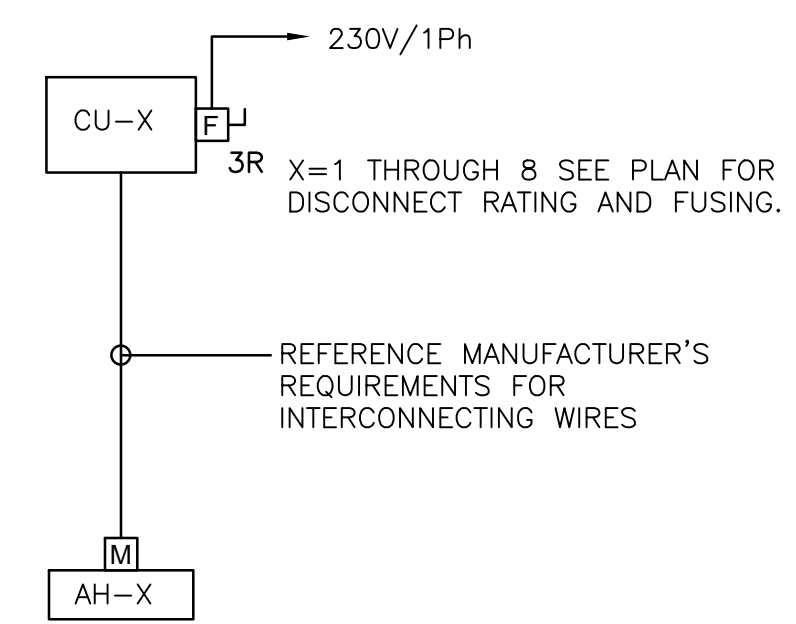 230V/1Ph
CU-X
F
3R
X=1 THROUGH 8 SEE PLAN FOR
DISCONNECT RATING AND FUSING.
REFERENCE MANUFACTURER'S
REQUIREMENTS FOR
INTERCONNECTING WIRES
M
AH-X